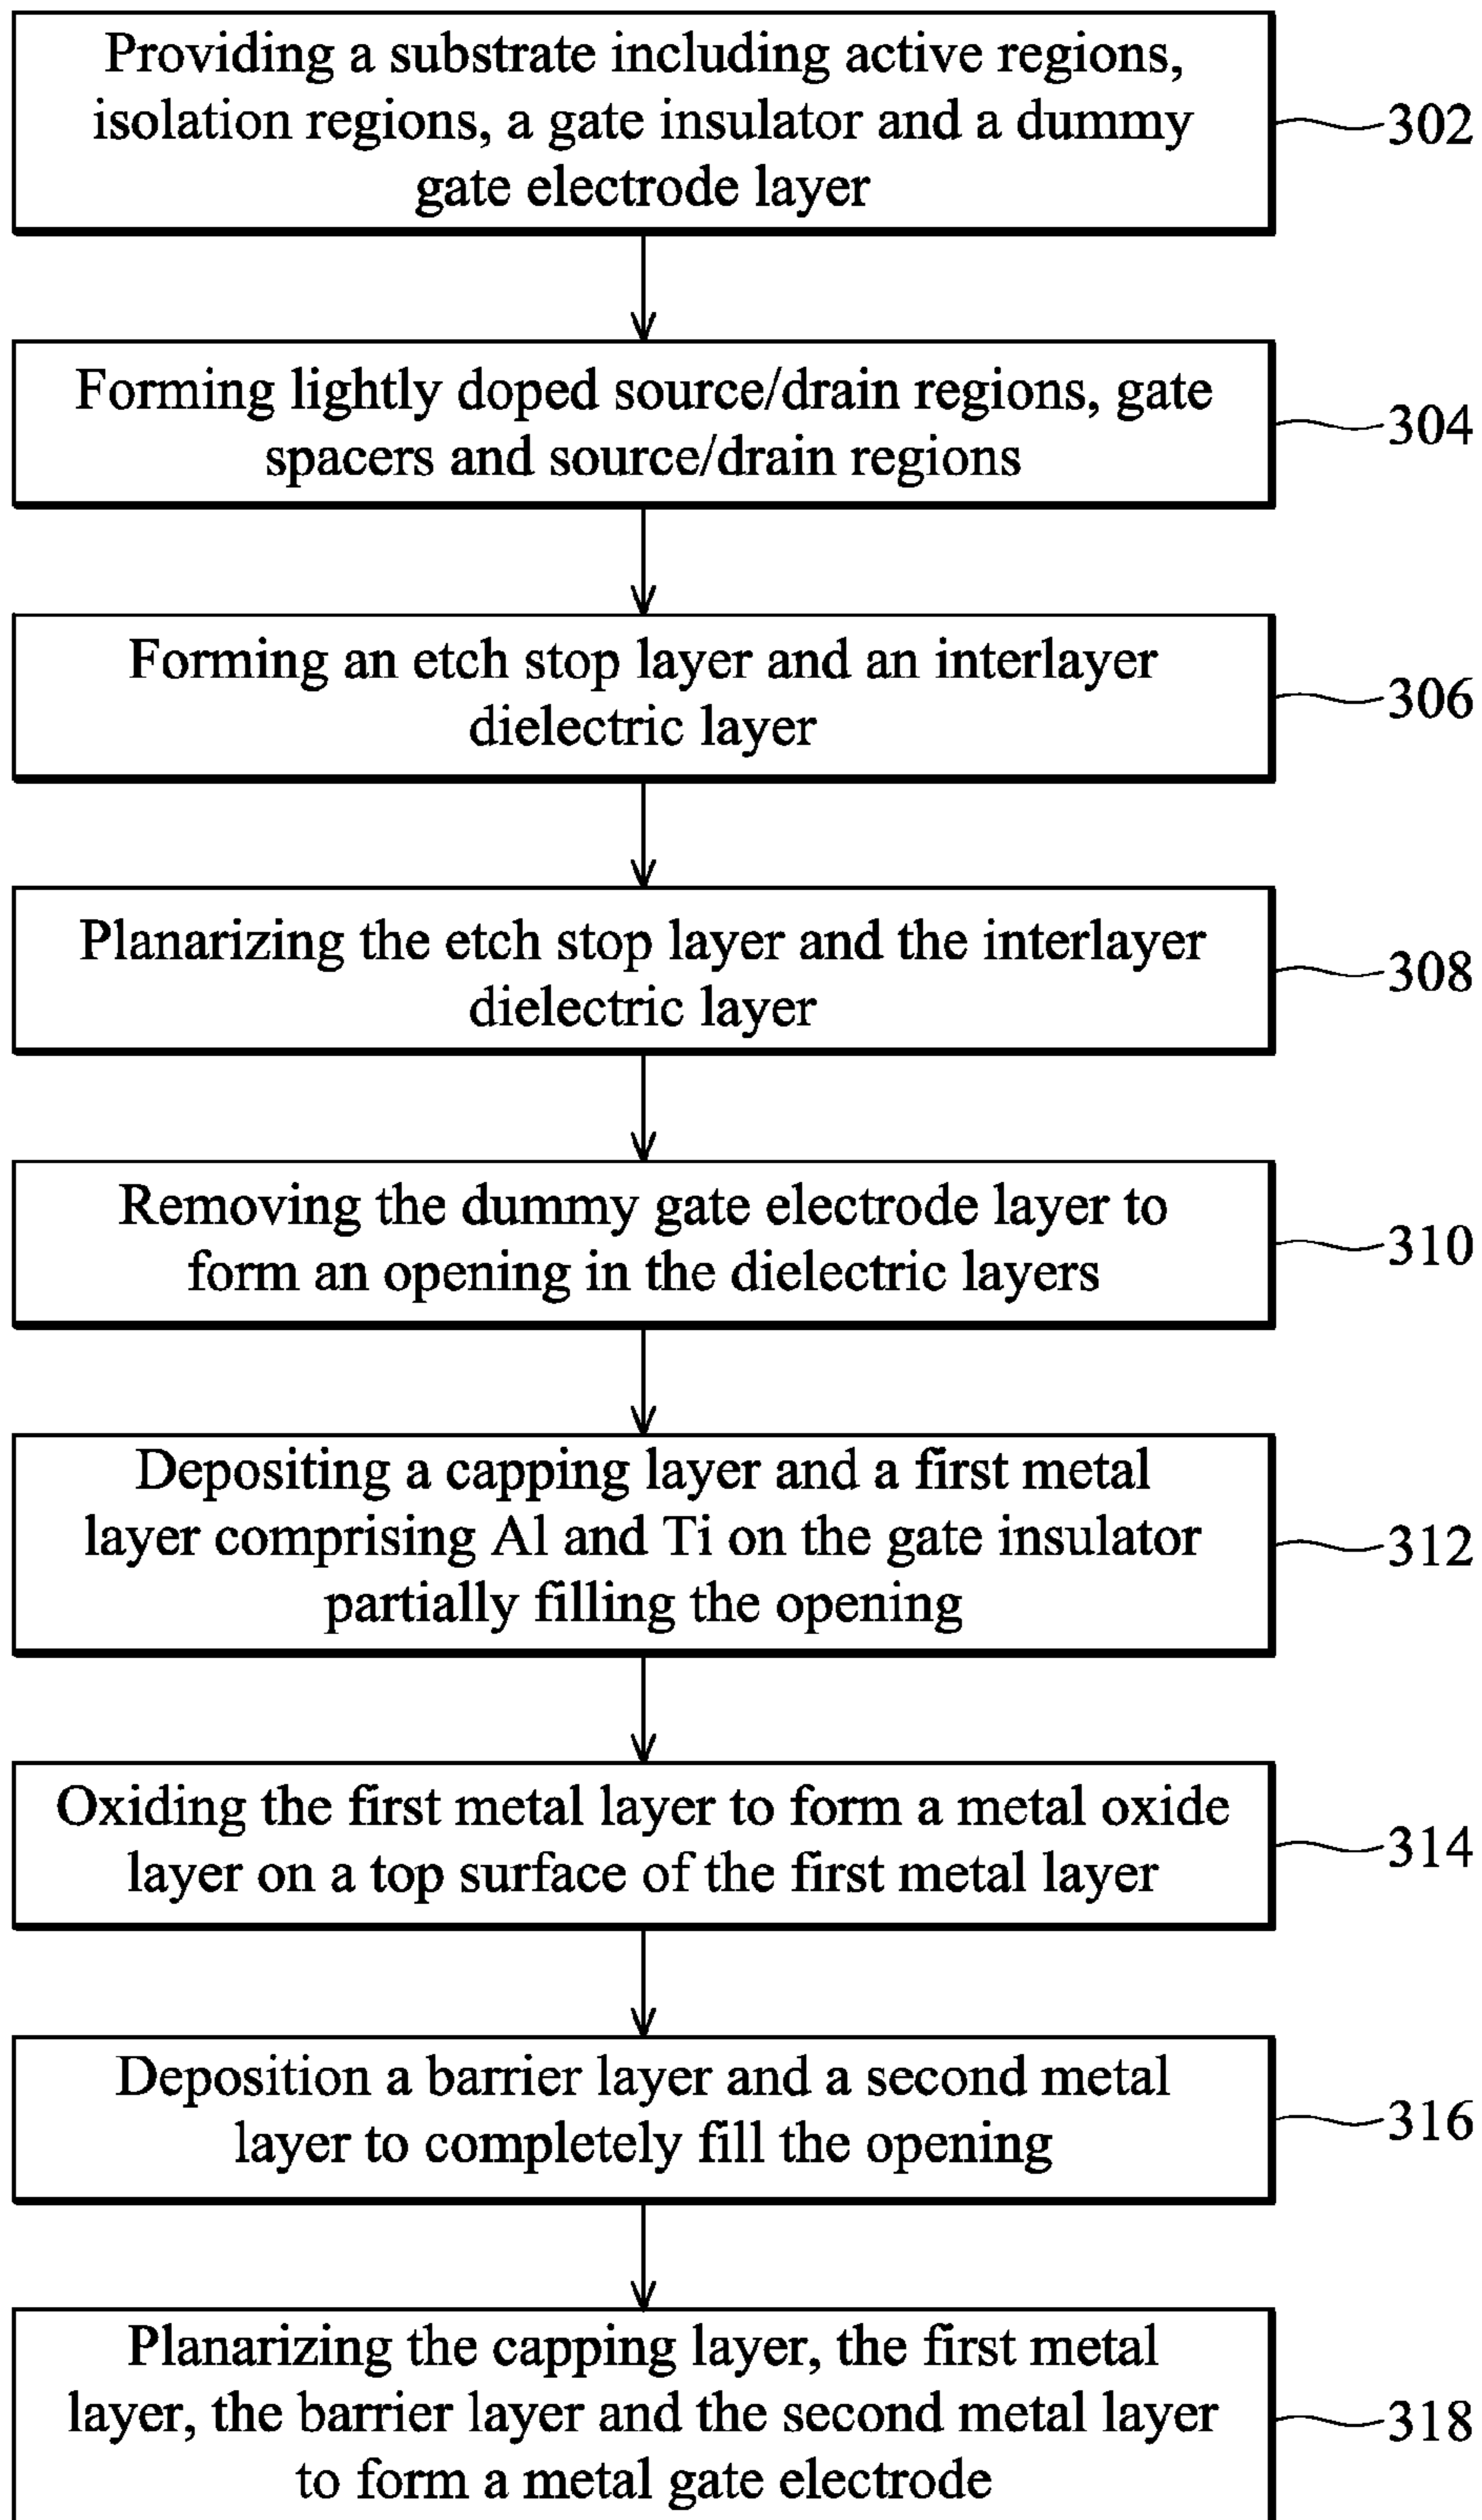 Providing a substrate including active regions,
isolation regions, a gate insulator and a dummy
gate electrode layer
302
Forming lightly doped source/drain regions, gate
spacers and source/drain regions
304
Forming an etch stop layer and an interlayer
dielectric layer
306
Planarizing the etch stop layer and the interlayer
dielectric layer
308
Removing the dummy gate electrode layer to
form an opening in the dielectric layers
310
Depositing a capping layer and a first metal
layer comprising Al and Ti on the gate insulator
partially filling the opening
312
Oxiding the first metal layer to form a metal oxide
layer on a top surface of the first metal layer
314
Deposition a barrier layer and a second metal
layer to completely fill the opening
316
Planarizing the capping layer, the first metal
layer, the barrier layer and the second metal layer
to form a metal gate electrode
318